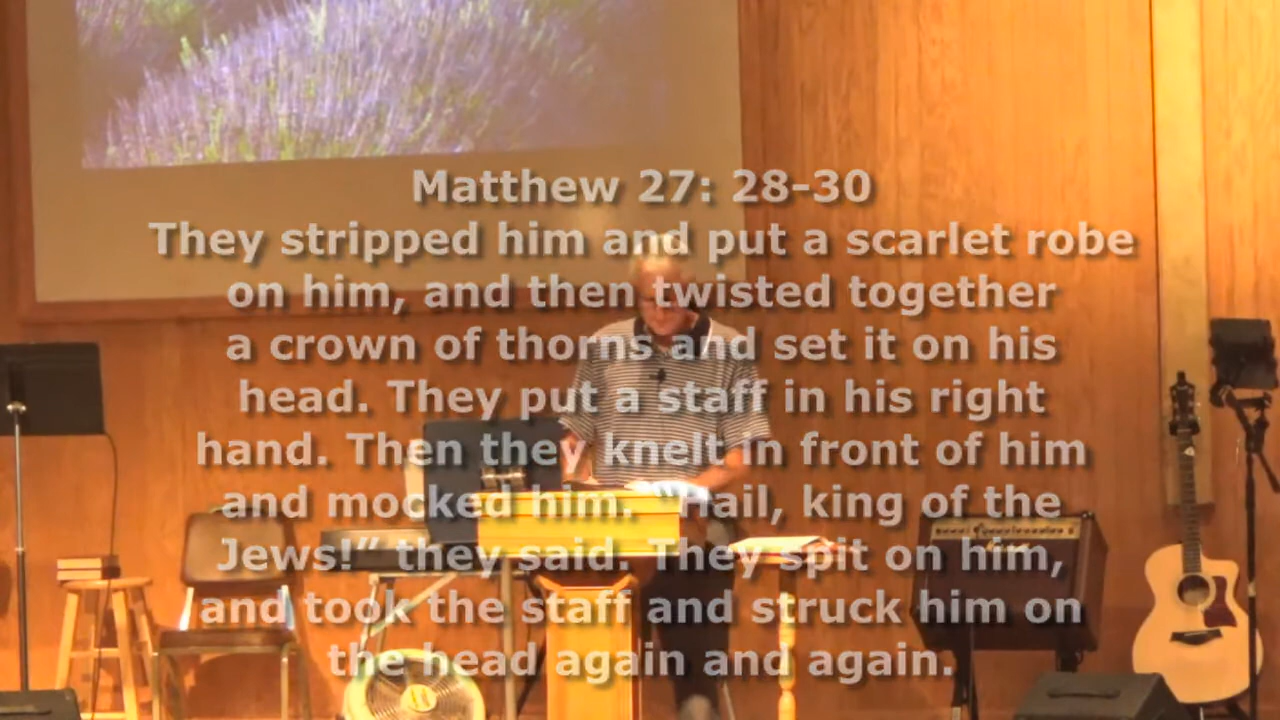 Matthew 27: 28-30
They stripped him and put a scarlet robe
on him, and then twisted together
a crown of thorns and set it on his
head. They put a staff in his right
hand. Then they knelt in front of him
and mocked him. "Hail, king of the
Jews!” they said. They spit on him,
and took the staff and struck him on
the head again and again.